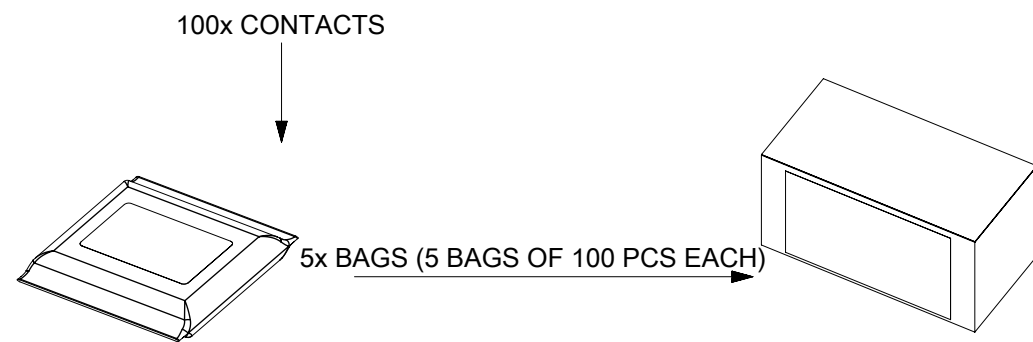 100x CONTACTS
5x BAGS (5 BAGS OF 100 PCS EACH)